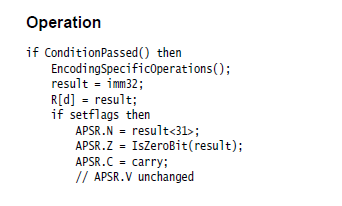 Operation
if ConditionPassed() then
    EncodingSpecificOperations();
    result = imm32;
    R[d] = result;
    if setflags then
        APSR.N = result<31>;
        APSR.Z = IsZeroBit(result);
        APSR.C = carry;
        // APSR.V unchanged